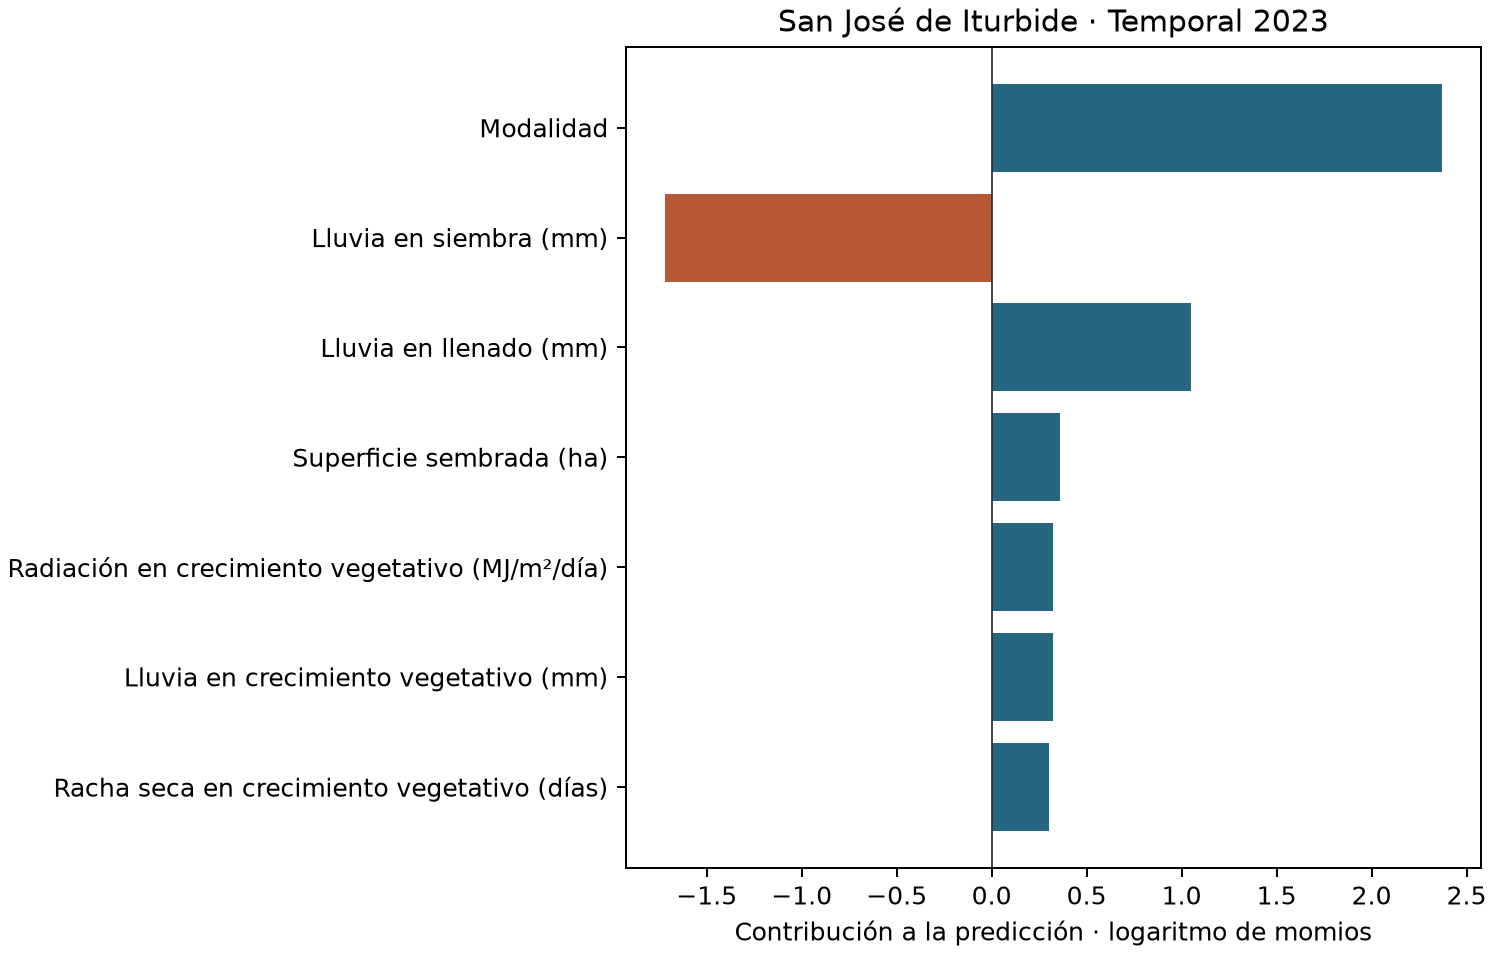 San José de Iturbide · Temporal 2023
Modalidad
Lluvia en siembra (mm)
Lluvia en llenado (mm)
Superficie sembrada (ha)
Radiación en crecimiento vegetativo (MJ/m²/día)
Lluvia en crecimiento vegetativo (mm)
Racha seca en crecimiento vegetativo (días)
−1.5 −1.0 −0.5 0.0 0.5 1.0 1.5 2.0 2.5
Contribución a la predicción · logaritmo de momios